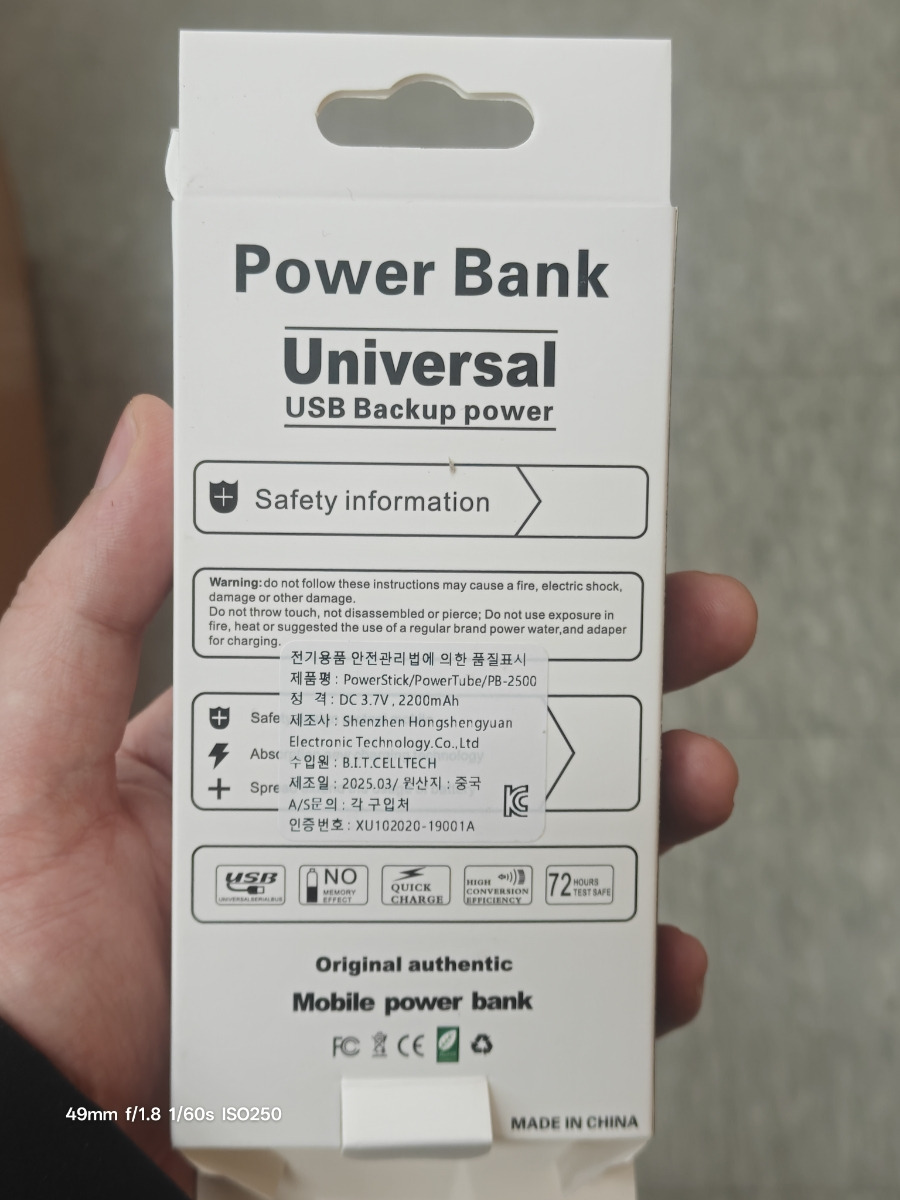 Power Bank
Universal
USB Backup power
Safety information
Warning: do not follow these instructions may cause a fire, electric shock,
damage or other damage.
Do not throw touch, not disassembled or pierce; Do not use exposure in
fire, heat or suggested the use of a regular brand power water,and adaper
for charging.
전기용품 안전관리법에 의한 품질표시
제품명 : PowerStick/PowerTube/PB-2500
정 격 : DC 3.7V , 2200mAh
제조사 : Shenzhen Hongshengyuan
Electronic Technology.Co.,Ltd
수입원 : B.I.T.CELLTECH
제조일 : 2025.03/ 원산지 : 중국
A/S문의 : 각 구입처
인증번호 : XU102020-19001A
USB
UNIVERSALSERIALBUS
NO
MEMORY
EFFECT
QUICK
CHARGE
HIGH
CONVERSION
EFFICIENCY
72 HOURS
TEST SAFE
Original authentic
Mobile power bank
FC CE
MADE IN CHINA
49mm f/1.8 1/60s ISO250